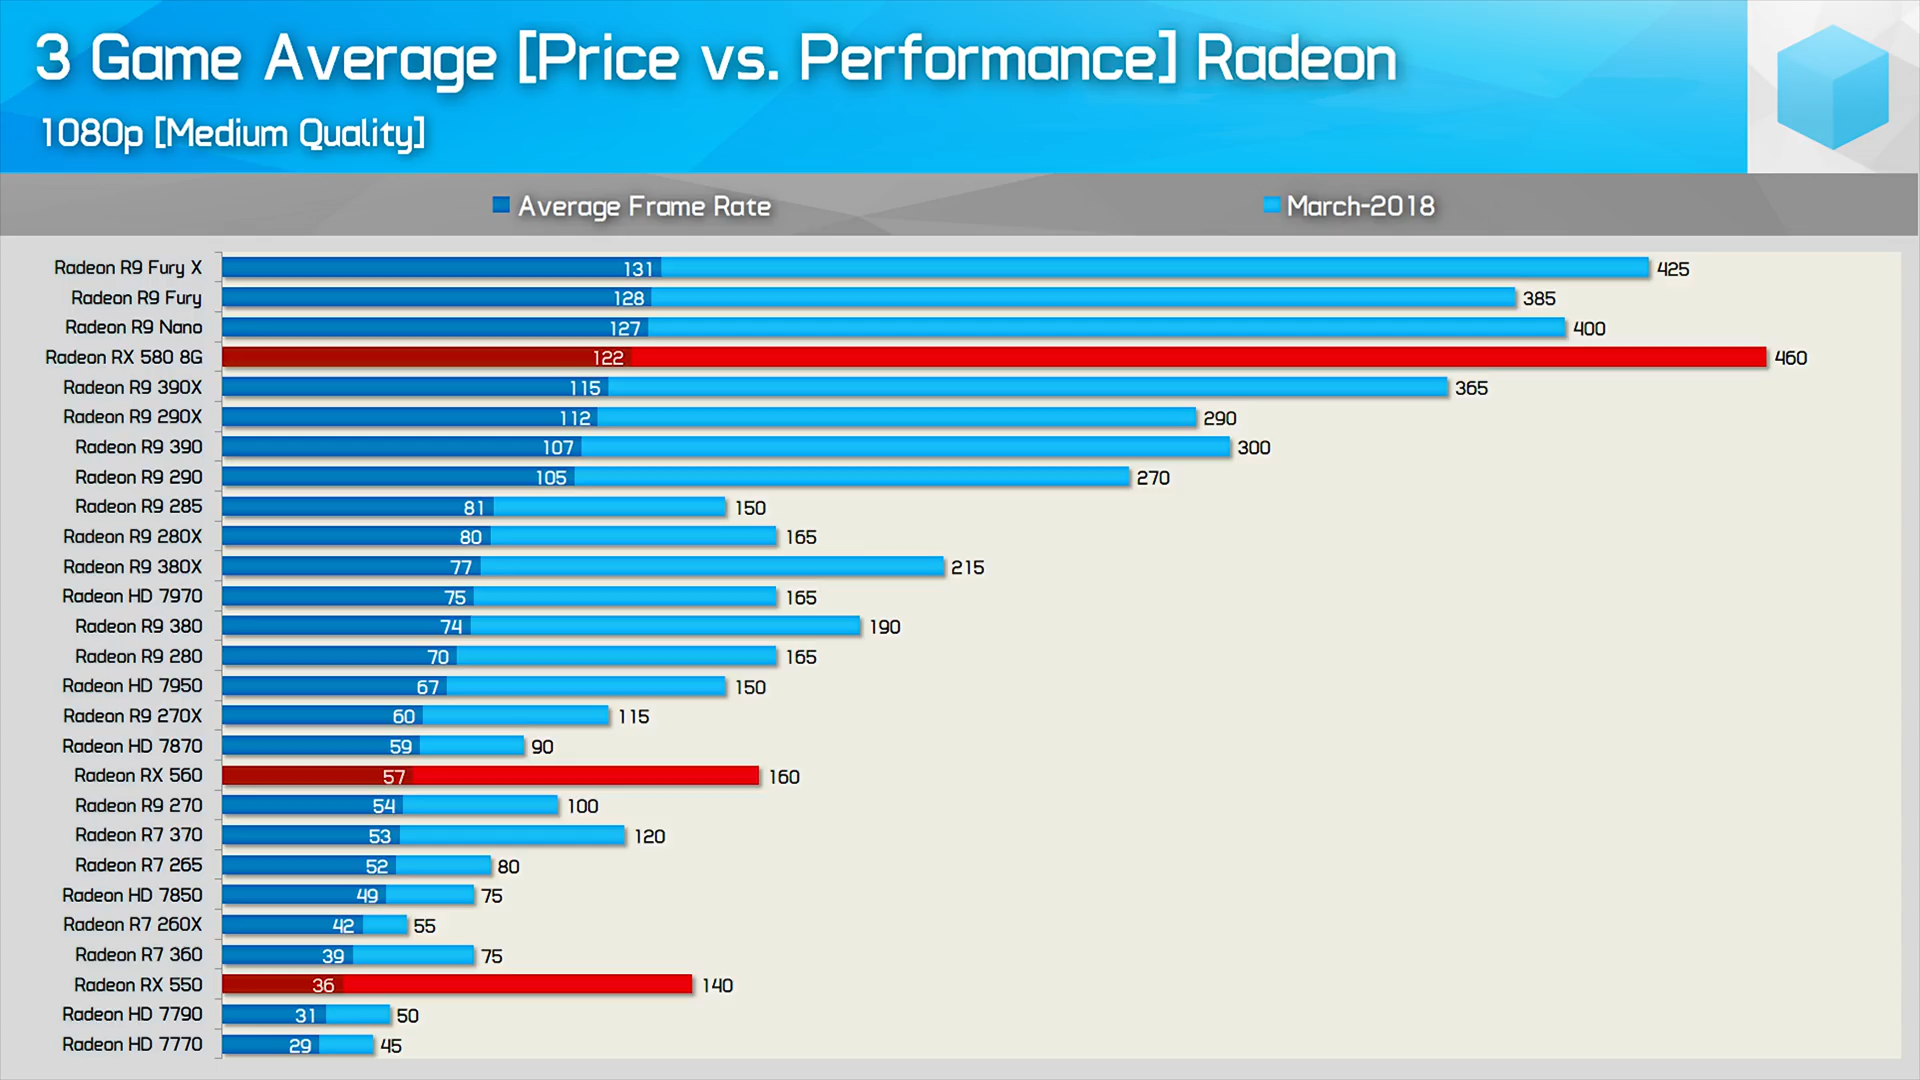 3 Game Average [Price vs. Performance] Radeon
1080p [Medium Quality]
Average Frame Rate March-2018
Radeon R9 Fury X 131 425
Radeon R9 Fury 128 385
Radeon R9 Nano 127 400
Radeon RX 580 8G 122 460
Radeon R9 390X 115 365
Radeon R9 290X 112 290
Radeon R9 390 107 300
Radeon R9 290 105 270
Radeon R9 285 81 150
Radeon R9 280X 80 165
Radeon R9 380X 77 215
Radeon HD 7970 75 165
Radeon R9 380 74 190
Radeon R9 280 70 165
Radeon HD 7950 67 150
Radeon R9 270X 60 115
Radeon HD 7870 59 90
Radeon RX 560 57 160
Radeon R9 270 54 100
Radeon R7 370 53 120
Radeon R7 265 52 80
Radeon HD 7850 49 75
Radeon R7 260X 42 55
Radeon R7 360 39 75
Radeon RX 550 36 140
Radeon HD 7790 31 50
Radeon HD 7770 29 45